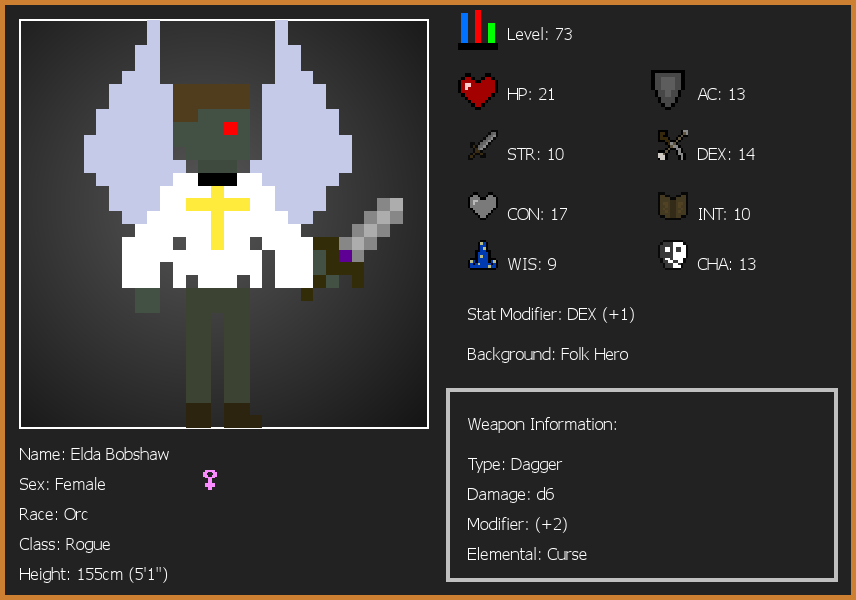 Level: 73
HP: 21
AC: 13
STR: 10
DEX: 14
CON: 17
INT: 10
WIS: 9
CHA: 13
Stat Modifier: DEX (+1)
Background: Folk Hero
Weapon Information:
Type: Dagger
Damage: d6
Modifier: (+2)
Elemental: Curse
Name: Elda Bobshaw
Sex: Female
Race: Orc
Class: Rogue
Height: 155cm (5'1")